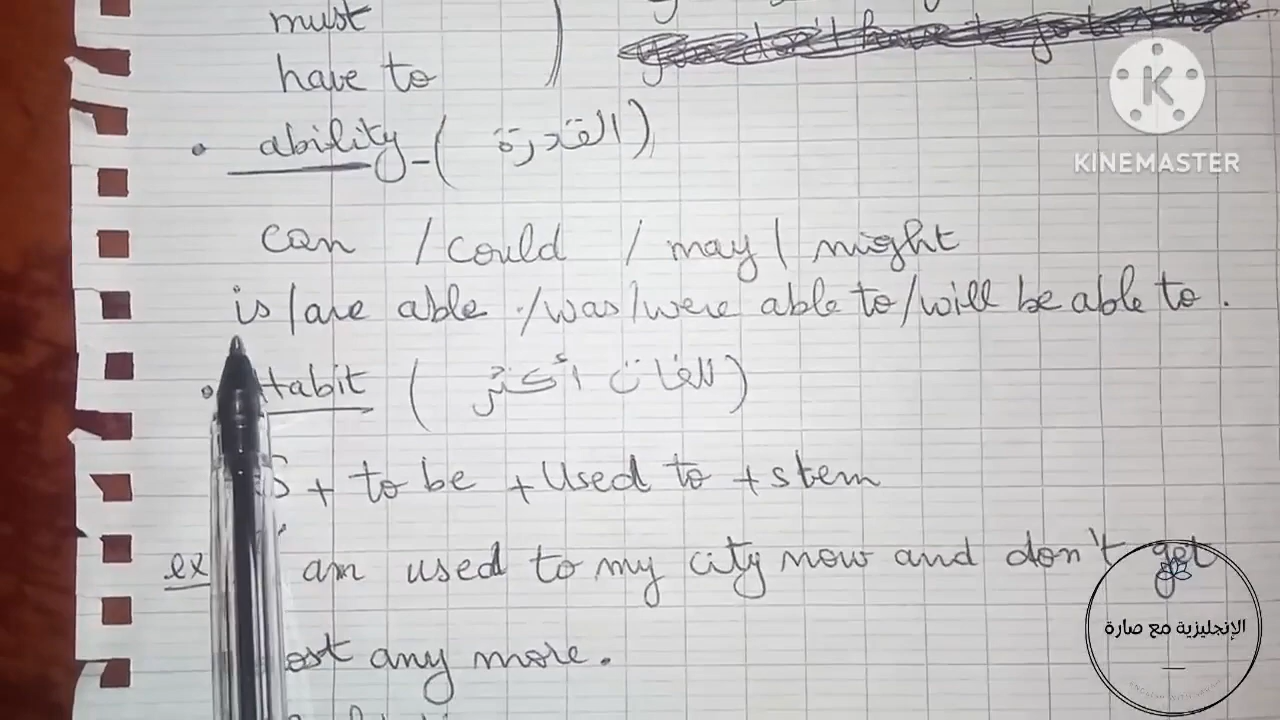 must
have to
• ability - ( القدرة )
can / could / may / might
is / are able / was / were able to / will be able to .
• Habit ( للغات أكثر )
S + to be + Used to + stem
ex am used to my city now and don't get
any more .
KINEMASTER
الإنجليزية مع صارة